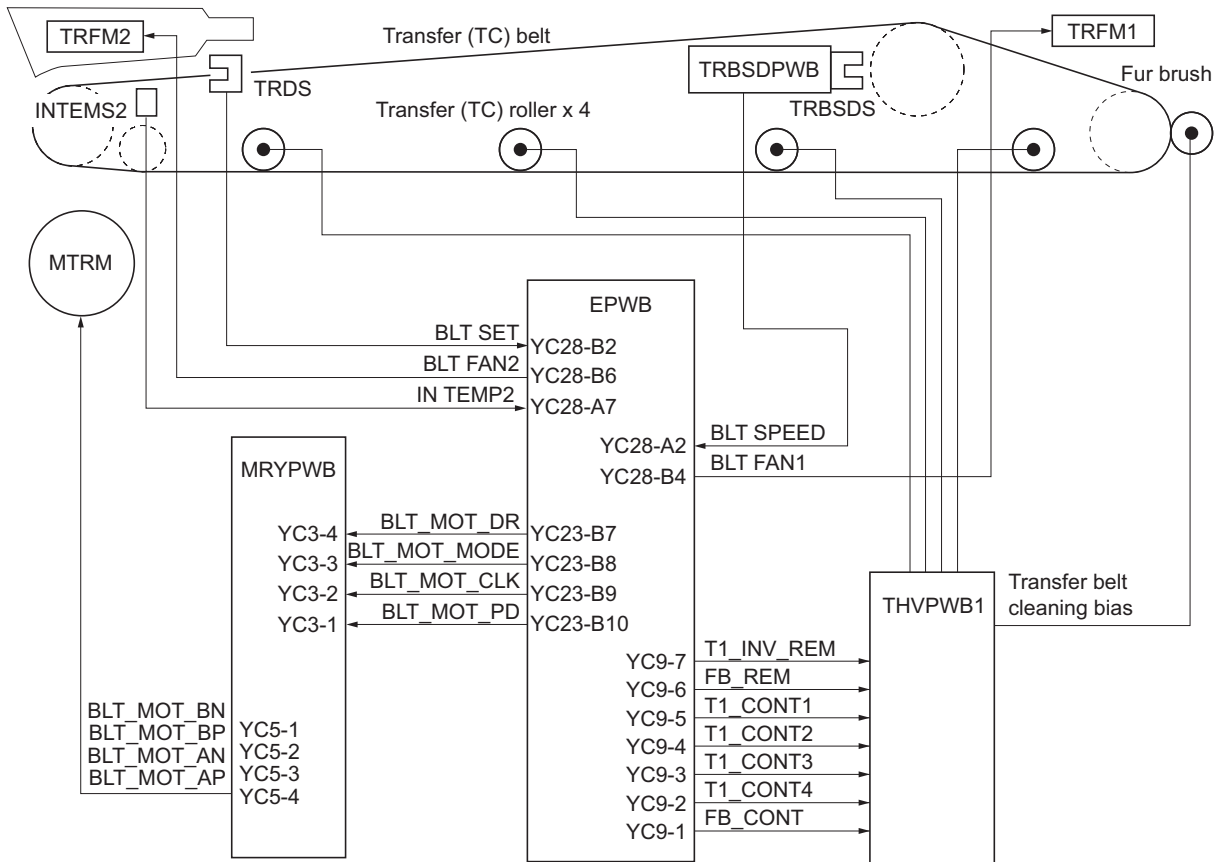 TRFM2
Transfer (TC) belt
TRFM1
TRBSDPWB
Fur brush
TRDS
INTEMS2
TRBSDS
Transfer (TC) roller x 4
MTRM
EPWB
BLT SET
YC28-B2
BLT FAN2
YC28-B6
IN TEMP2
YC28-A7
YC28-A2
BLT SPEED
YC28-B4
BLT FAN1
MRYPWB
YC3-4
BLT_MOT_DR
YC23-B7
YC3-3
BLT_MOT_MODE
YC23-B8
YC3-2
BLT_MOT_CLK
YC23-B9
YC3-1
BLT_MOT_PD
YC23-B10
THVPWB1
Transfer belt
cleaning bias
YC9-7
T1_INV_REM
YC9-6
FB_REM
YC9-5
T1_CONT1
YC9-4
T1_CONT2
YC9-3
T1_CONT3
YC9-2
T1_CONT4
YC9-1
FB_CONT
BLT_MOT_BN
YC5-1
BLT_MOT_BP
YC5-2
BLT_MOT_AN
YC5-3
BLT_MOT_AP
YC5-4